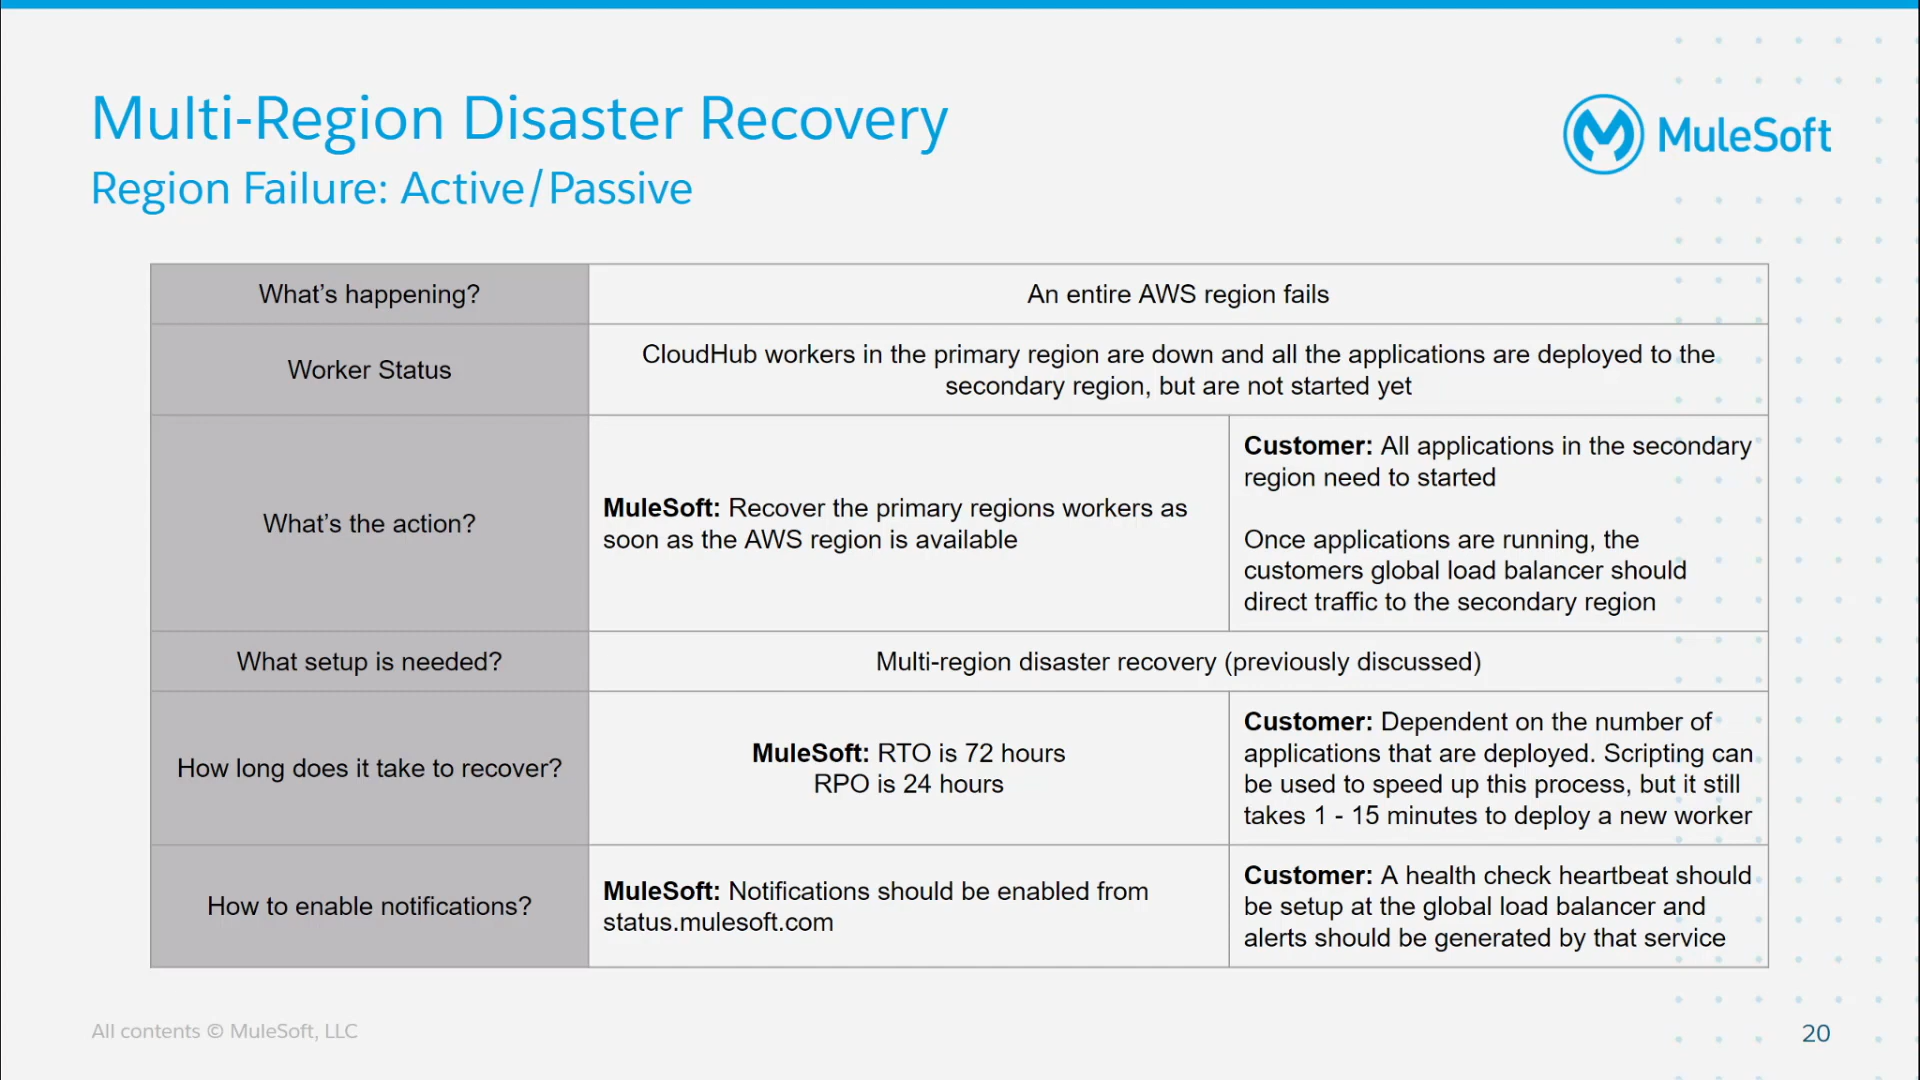 Multi-Region Disaster Recovery
Region Failure: Active/Passive
MuleSoft
What's happening?
An entire AWS region fails
Worker Status
CloudHub workers in the primary region are down and all the applications are deployed to the
secondary region, but are not started yet
What's the action?
MuleSoft: Recover the primary regions workers as
soon as the AWS region is available
Customer: All applications in the secondary
region need to started
Once applications are running, the
customers global load balancer should
direct traffic to the secondary region
What setup is needed?
Multi-region disaster recovery (previously discussed)
How long does it take to recover?
MuleSoft: RTO is 72 hours
RPO is 24 hours
Customer: Dependent on the number of
applications that are deployed. Scripting can
be used to speed up this process, but it still
takes 1 - 15 minutes to deploy a new worker
How to enable notifications?
MuleSoft: Notifications should be enabled from
status.mulesoft.com
Customer: A health check heartbeat should
be setup at the global load balancer and
alerts should be generated by that service
All contents © MuleSoft, LLC
20